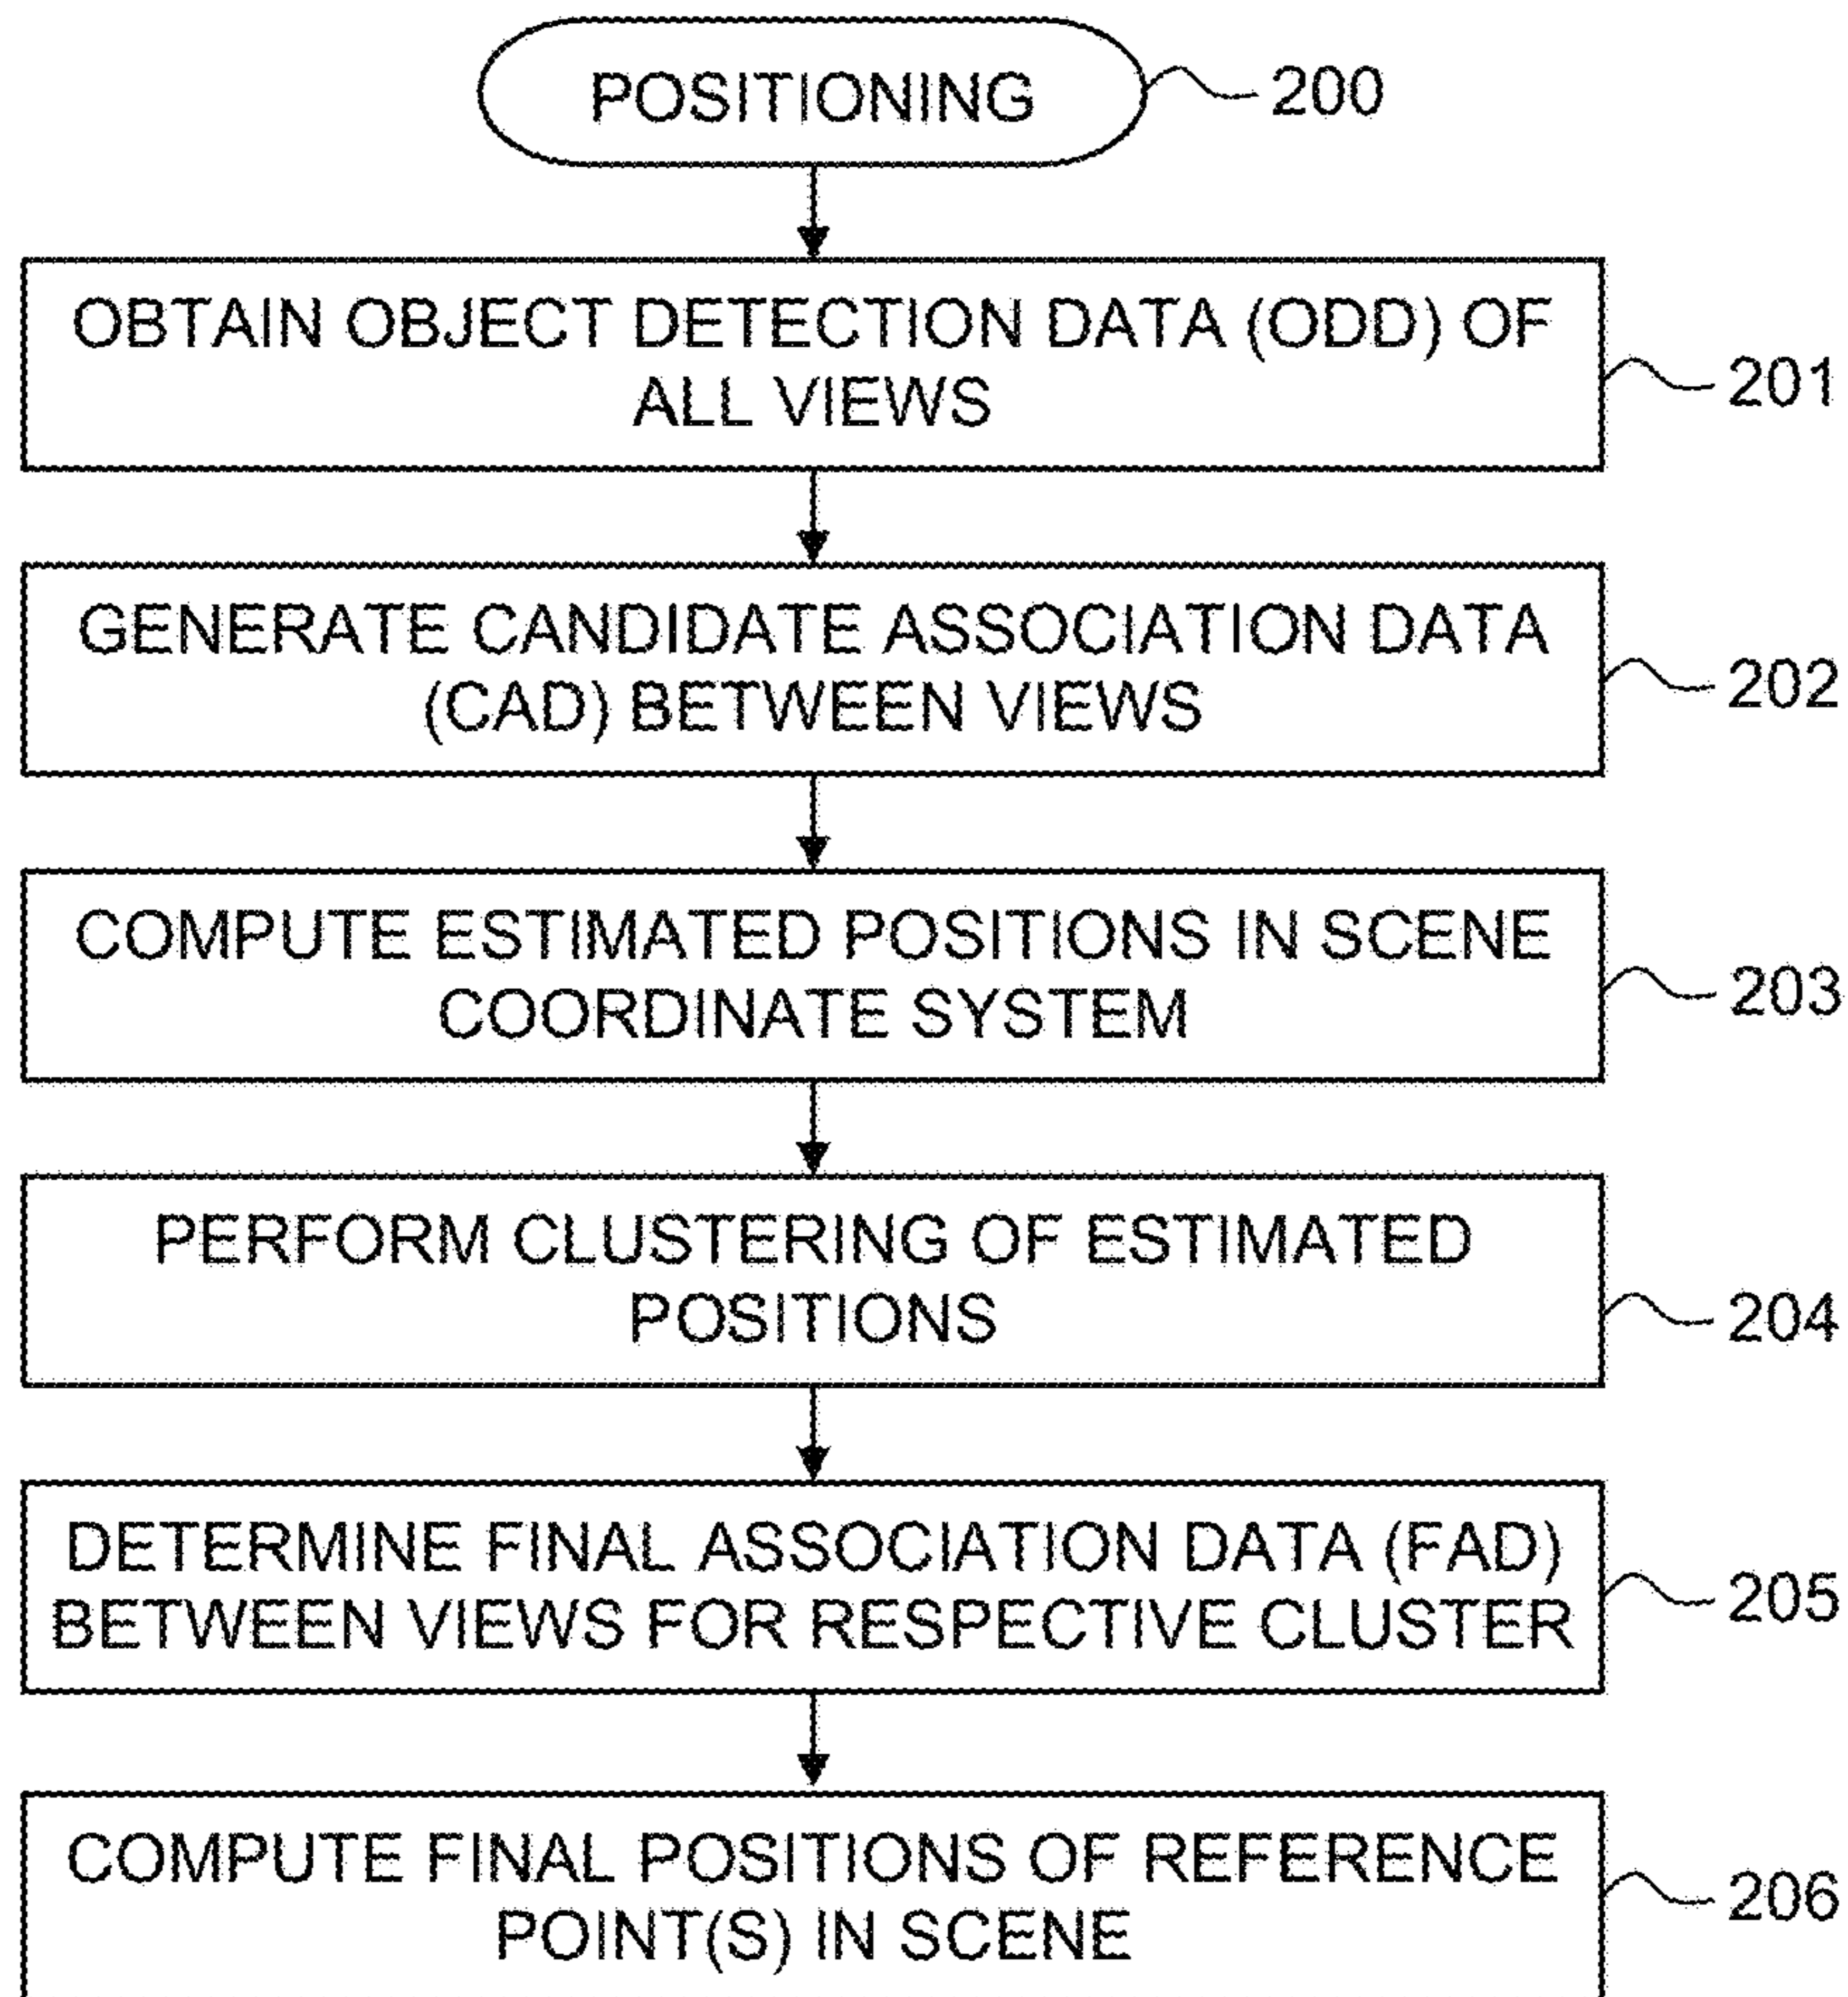 POSITIONING
200
OBTAIN OBJECT DETECTION DATA (ODD) OF
ALL VIEWS
201
GENERATE CANDIDATE ASSOCIATION DATA
(CAD) BETWEEN VIEWS
202
COMPUTE ESTIMATED POSITIONS IN SCENE
COORDINATE SYSTEM
203
PERFORM CLUSTERING OF ESTIMATED
POSITIONS
204
DETERMINE FINAL ASSOCIATION DATA (FAD)
BETWEEN VIEWS FOR RESPECTIVE CLUSTER
205
COMPUTE FINAL POSITIONS OF REFERENCE
POINT(S) IN SCENE
206